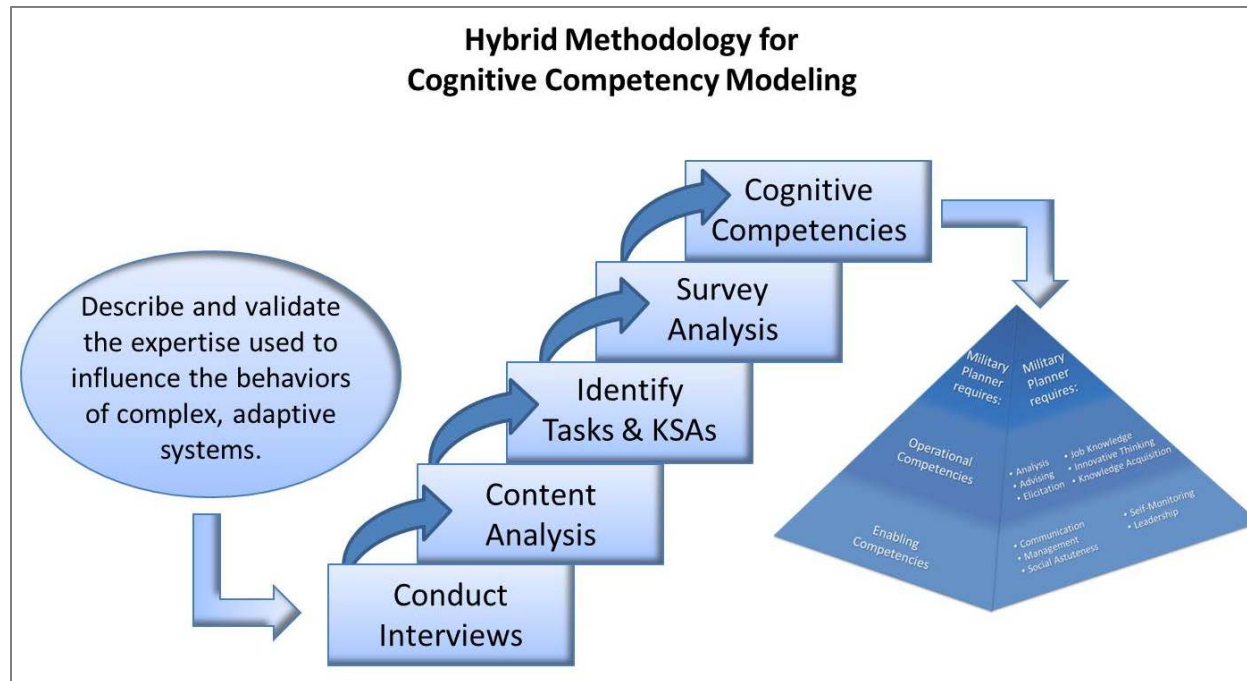 Hybrid Methodology for
Cognitive Competency Modeling
Describe and validate
the expertise used to
influence the behaviors
of complex, adaptive
systems.
Conduct
Interviews
Content
Analysis
Identify
Tasks & KSAs
Survey
Analysis
Cognitive
Competencies
Military
Planner
requires:
Military
Planner
requires:
Operational
Competencies
• Analysis
• Advising
• Elicitation
• Job Knowledge
• Innovative Thinking
• Knowledge Acquisition
Enabling
Competencies
• Communication
• Management
• Social Astuteness
• Self-Monitoring
• Leadership